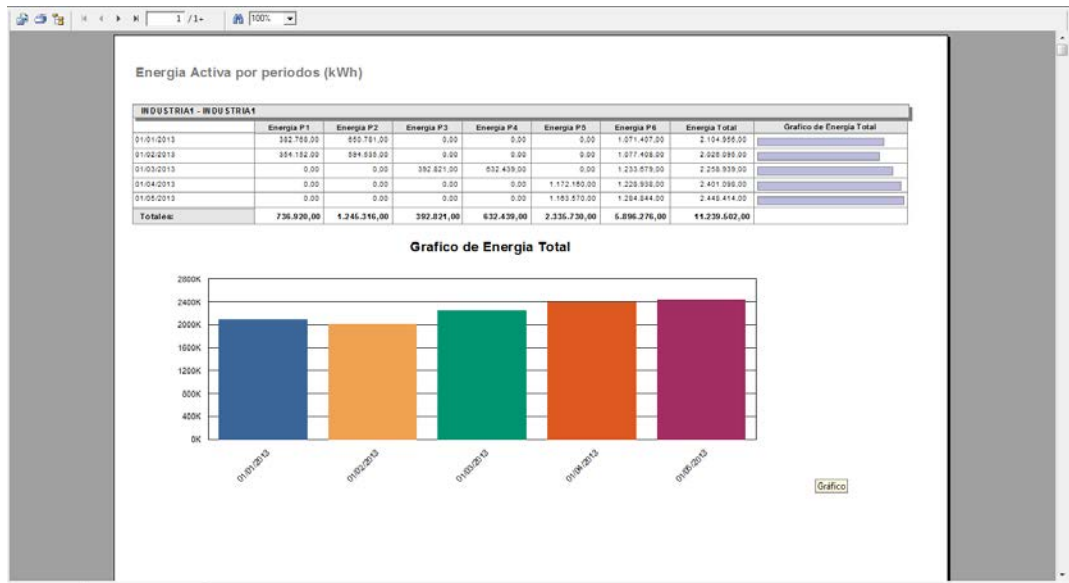 1 /1+
100%
Energia Activa por periodos (kWh)
INDUSTRIA1 - INDUSTRIA1
Energia P1 Energia P2 Energia P3 Energia P4 Energia P5 Energia P6 Energia Total Grafico de Energia Total
01/01/2013 382.768,00 650.781,00 0,00 0,00 0,00 1.071.407,00 2.104.956,00
01/02/2013 354.152,00 594.535,00 0,00 0,00 0,00 1.077.408,00 2.026.095,00
01/03/2013 0,00 0,00 392.821,00 632.439,00 0,00 1.233.679,00 2.258.939,00
01/04/2013 0,00 0,00 0,00 0,00 1.172.160,00 1.228.938,00 2.401.098,00
01/05/2013 0,00 0,00 0,00 0,00 1.163.570,00 1.284.844,00 2.448.414,00
Totales: 736.920,00 1.245.316,00 392.821,00 632.439,00 2.335.730,00 5.896.276,00 11.239.502,00
Grafico de Energia Total
2800K
2400K
2000K
1600K
1200K
800K
400K
0K
01/01/2013 01/02/2013 01/03/2013 01/04/2013 01/05/2013
Gráfico